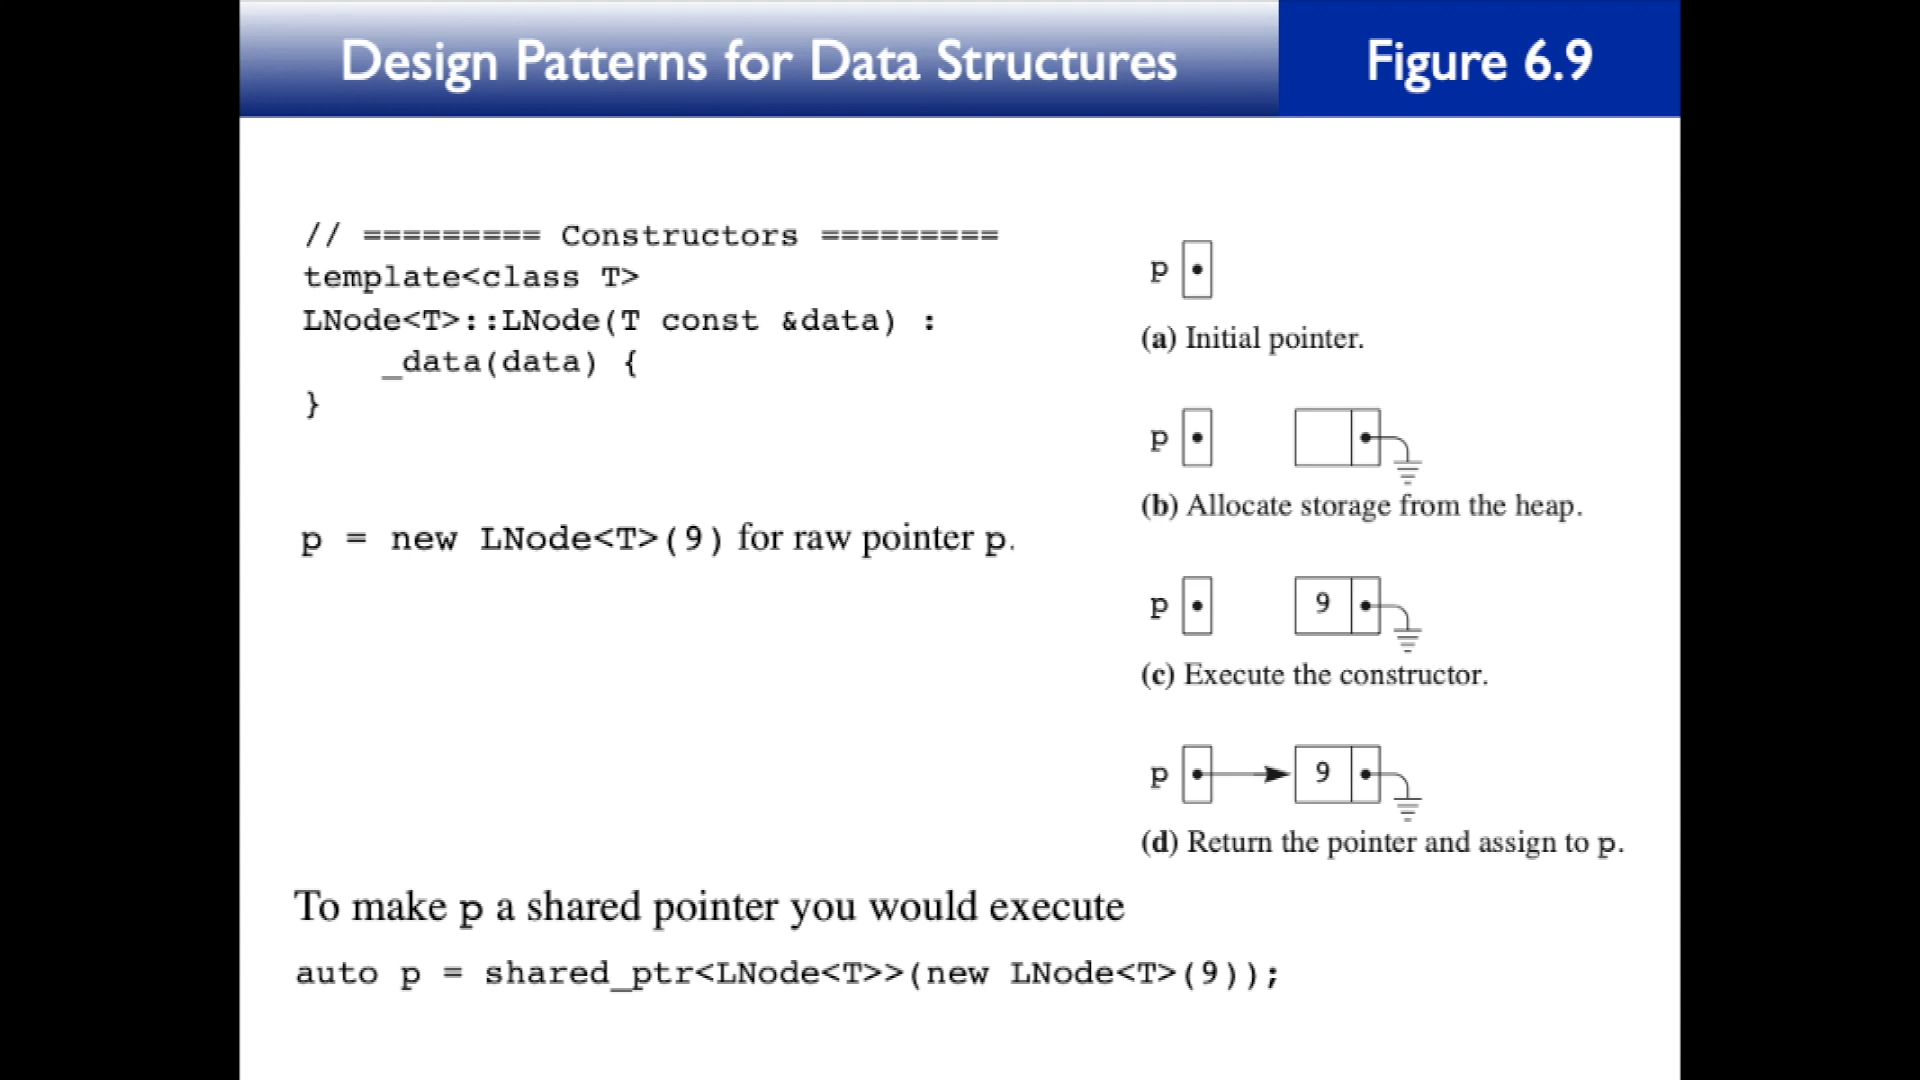 Design Patterns for Data Structures
Figure 6.9
// ========= Constructors =========
template<class T>
LNode<T>::LNode(T const &data) :
    _data(data) {
}
p = new LNode<T>(9) for raw pointer p.
p
(a) Initial pointer.
p
(b) Allocate storage from the heap.
p 9
(c) Execute the constructor.
p 9
(d) Return the pointer and assign to p.
To make p a shared pointer you would execute
auto p = shared_ptr<LNode<T>>(new LNode<T>(9));